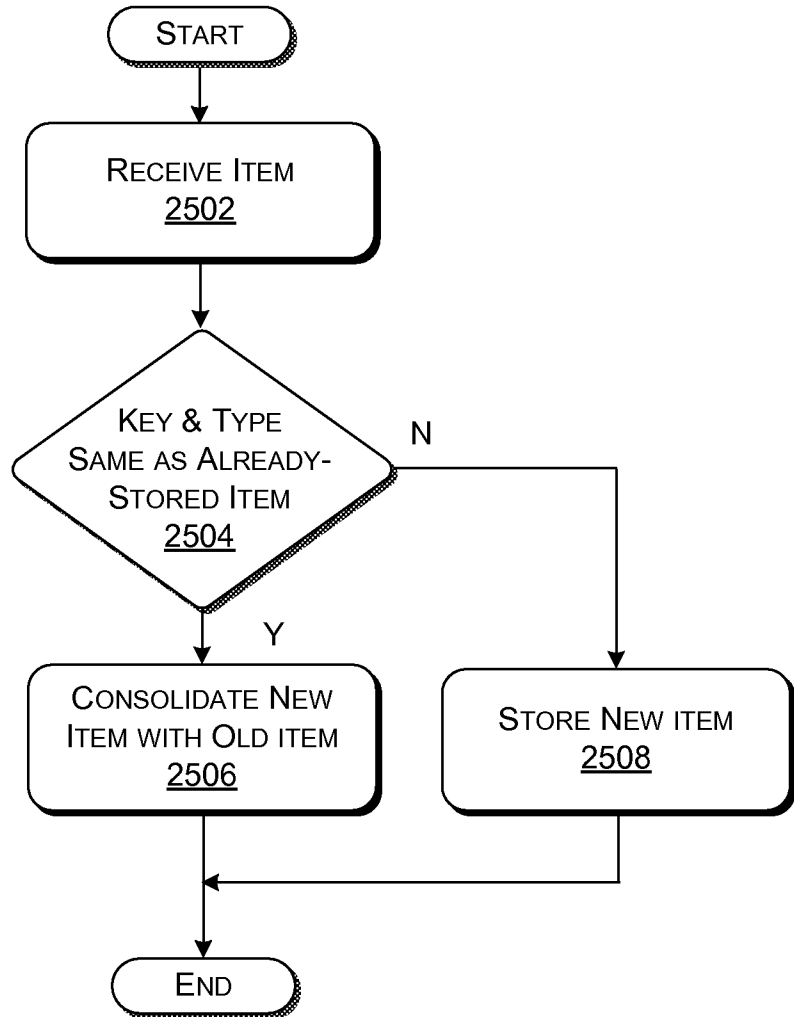 START
RECEIVE ITEM
2502
KEY & TYPE
SAME AS ALREADY-
STORED ITEM
2504
N
Y
CONSOLIDATE NEW
ITEM WITH OLD ITEM
2506
STORE NEW ITEM
2508
END